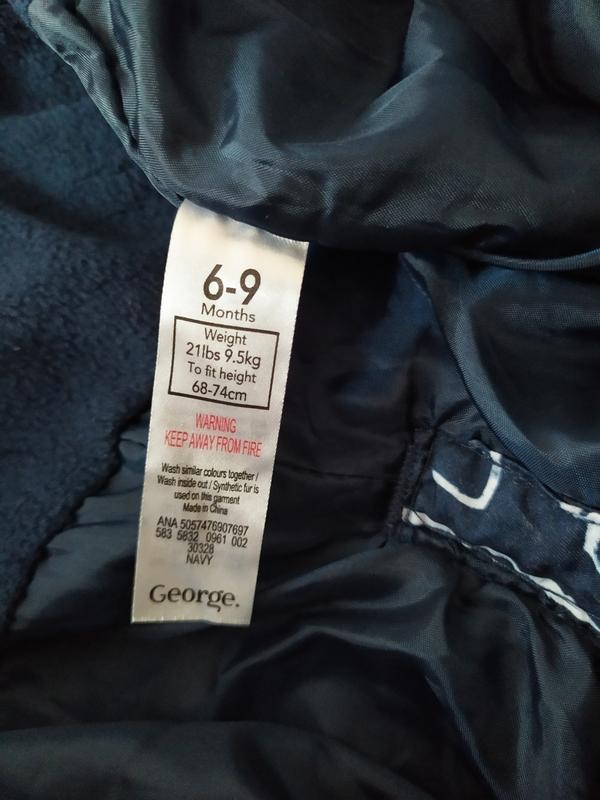 6-9
Months
Weight
21lbs 9.5kg
To fit height
68-74cm
WARNING
KEEP AWAY FROM FIRE
Wash similar colours together /
Wash inside out / Synthetic fur is
used on this garment
Made in China
ANA 5057476907697
583 5832 0961 002
30328
NAVY
George.